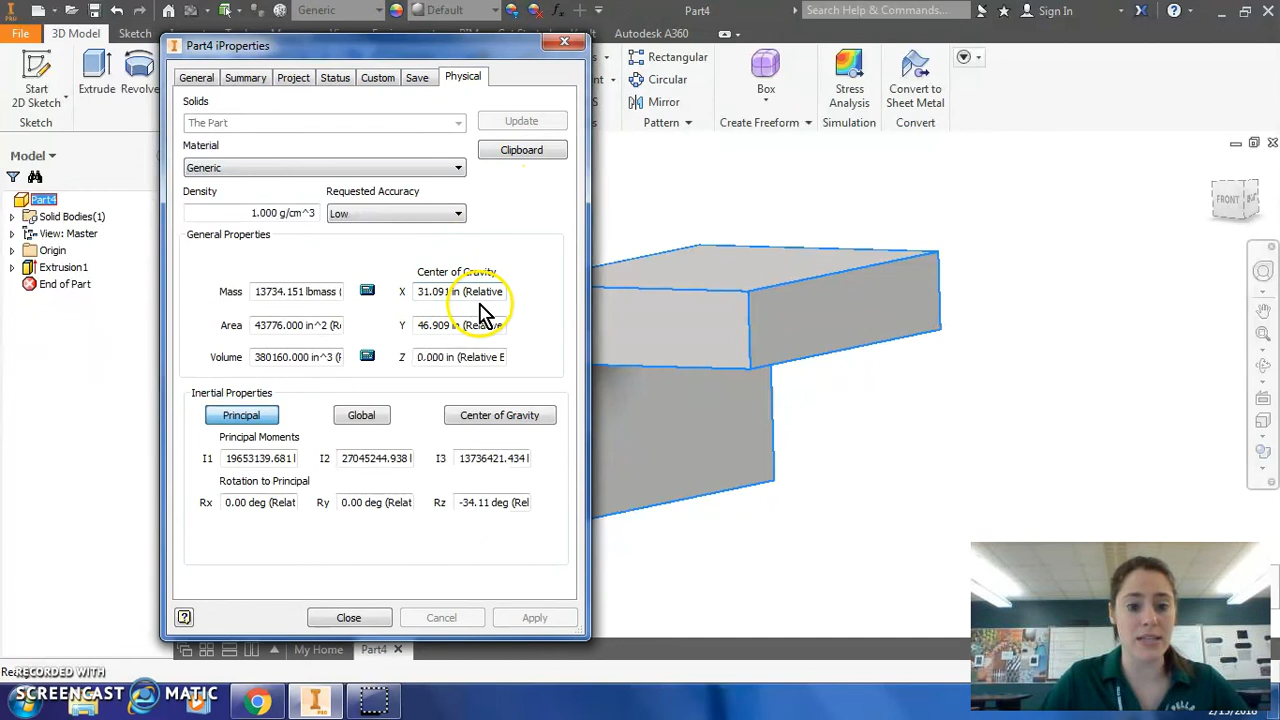 Generic
Default
Part4
Search Help & Commands...
Sign In
PRO
File
3D Model
Sketch
Autodesk A360
Part4 iProperties
Start
2D Sketch
Sketch
Extrude
Revolve
General
Summary
Project
Status
Custom
Save
Physical
Solids
The Part
Update
Material
Clipboard
Generic
Density
Requested Accuracy
1.000 g/cm^3
Low
General Properties
Center of Gravity
Mass
13734.151 lbmass (
X
31.091 in (Relative
Area
43776.000 in^2 (R
Y
46.909 in (Relative
Volume
380160.000 in^3 (F
Z
0.000 in (Relative E
Inertial Properties
Principal
Global
Center of Gravity
Principal Moments
I1
19653139.681 l
I2
27045244.938 l
I3
13736421.434 l
Rotation to Principal
Rx
0.00 deg (Relat
Ry
0.00 deg (Relat
Rz
-34.11 deg (Rel
Close
Cancel
Apply
Rectangular
Circular
Mirror
Pattern
Box
Create Freeform
Stress
Analysis
Simulation
Convert to
Sheet Metal
Convert
Model
Part4
Solid Bodies(1)
View: Master
Origin
Extrusion1
End of Part
FRONT
My Home
Part4
RECORDED WITH
SCREENCAST MATIC
PRO